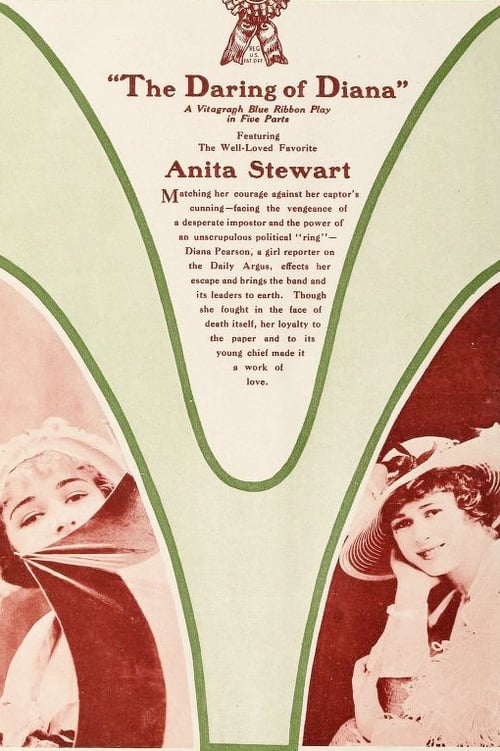 REG
U.S.
PAT OFF
“The Daring of Diana”
A Vitagraph Blue Ribbon Play
in Five Parts
Featuring
The Well-Loved Favorite
Anita Stewart
Matching her courage against her captor's
cunning—facing the vengeance of
a desperate impostor and the power of
an unscrupulous political "ring"—
Diana Pearson, a girl reporter on
the Daily Argus, effects her
escape and brings the band and
its leaders to earth. Though
she fought in the face of
death itself, her loyalty to
the paper and to its
young chief made it
a work of
love.